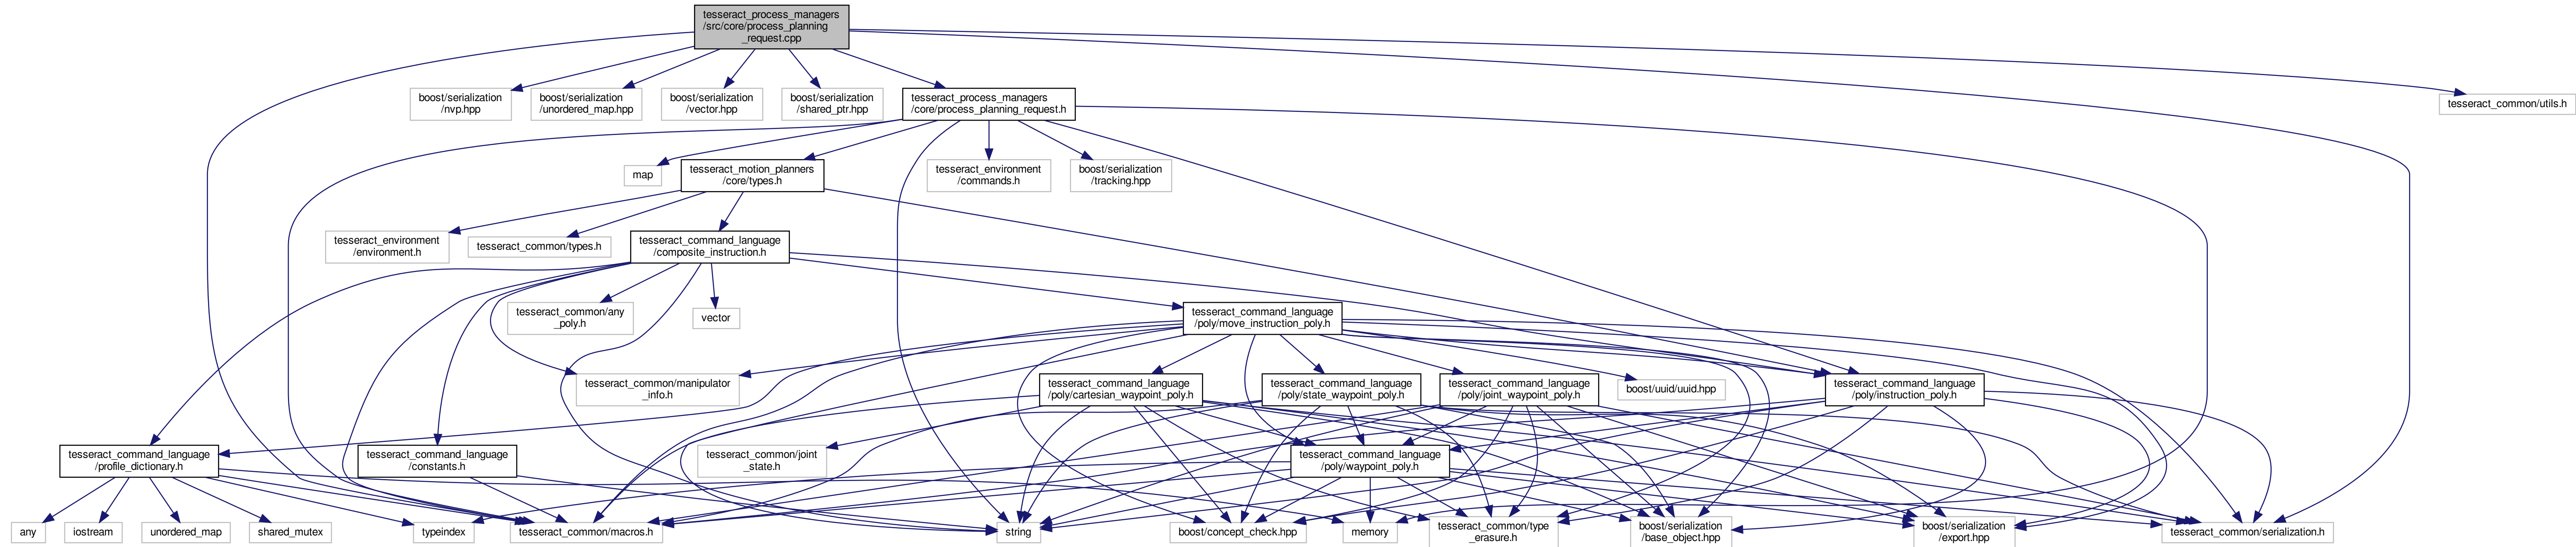 tesseract_process_managers
/src/core/process_planning
_request.cpp
boost/serialization
/nvp.hpp
boost/serialization
/unordered_map.hpp
boost/serialization
/vector.hpp
boost/serialization
/shared_ptr.hpp
tesseract_process_managers
/core/process_planning_request.h
tesseract_common/utils.h
map
tesseract_motion_planners
/core/types.h
tesseract_environment
/commands.h
boost/serialization
/tracking.hpp
tesseract_environment
/environment.h
tesseract_common/types.h
tesseract_command_language
/composite_instruction.h
tesseract_common/any
_poly.h
vector
tesseract_command_language
/poly/move_instruction_poly.h
tesseract_common/manipulator
_info.h
tesseract_command_language
/poly/cartesian_waypoint_poly.h
tesseract_command_language
/poly/state_waypoint_poly.h
tesseract_command_language
/poly/joint_waypoint_poly.h
boost/uuid/uuid.hpp
tesseract_command_language
/poly/instruction_poly.h
tesseract_command_language
/profile_dictionary.h
tesseract_command_language
/constants.h
tesseract_common/joint
_state.h
tesseract_command_language
/poly/waypoint_poly.h
any
iostream
unordered_map
shared_mutex
typeindex
tesseract_common/macros.h
string
boost/concept_check.hpp
memory
tesseract_common/type
_erasure.h
boost/serialization
/base_object.hpp
boost/serialization
/export.hpp
tesseract_common/serialization.h